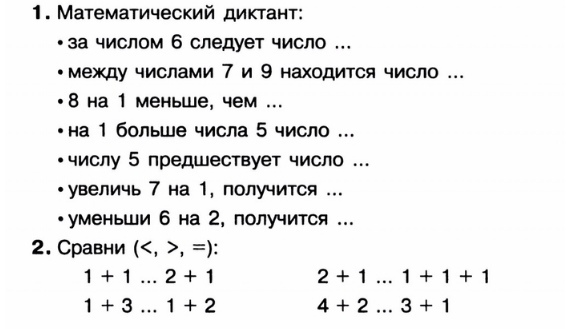 1. Математический диктант:
• за числом 6 следует число ...
• между числами 7 и 9 находится число ...
• 8 на 1 меньше, чем ...
• на 1 больше числа 5 число ...
• числу 5 предшествует число ...
• увеличь 7 на 1, получится ...
• уменьши 6 на 2, получится ...
2. Сравни (<, >, =):
1 + 1 ... 2 + 1 2 + 1 ... 1 + 1 + 1
1 + 3 ... 1 + 2 4 + 2 ... 3 + 1